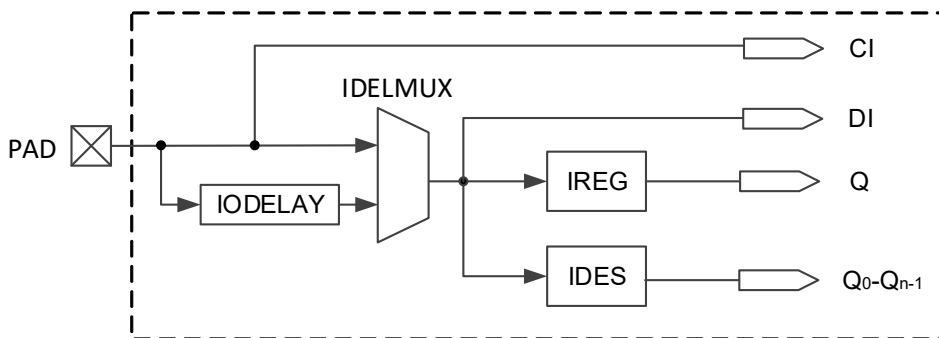 CI
IDELMUX
DI
PAD
IREG
Q
IODELAY
IDES
Q0-Qn-1